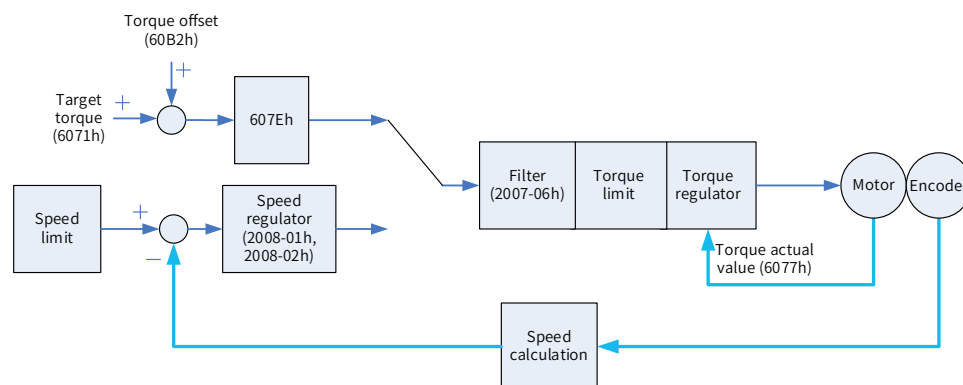 Torque offset
(60B2h)
+
Target
torque
(6071h)
+
607Eh
Filter
(2007-06h)
Torque
limit
Torque
regulator
Motor
Encode
Speed
limit
+
−
Speed
regulator
(2008-01h,
2008-02h)
Torque actual
value (6077h)
Speed
calculation